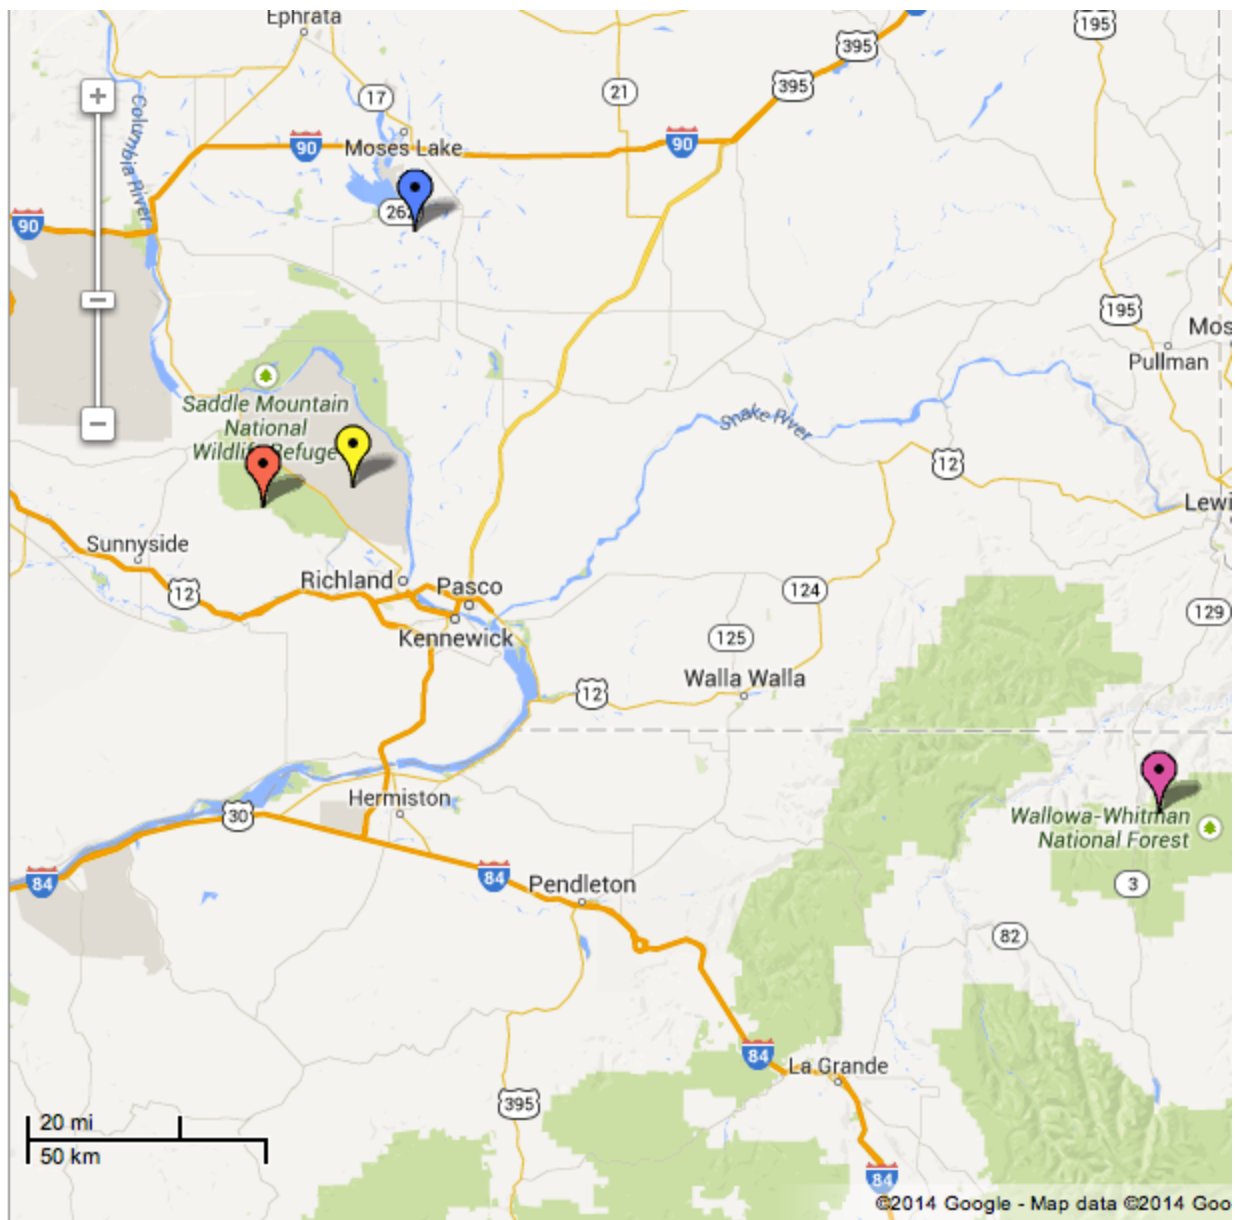 Ephrata
195
395
395
17
21
Columbia River
90
Moses Lake
90
262
90
195
Mos
Pullman
Saddle Mountain
National
Wildlife Refuge
Snake River
12
Lewi
Sunnyside
Richland
Pasco
12
124
129
Kennewick
125
Walla Walla
12
Hermiston
30
Wallowa-Whitman
National Forest
84
84
Pendleton
3
82
84
La Grande
395
20 mi
50 km
84
©2014 Google - Map data ©2014 Goo